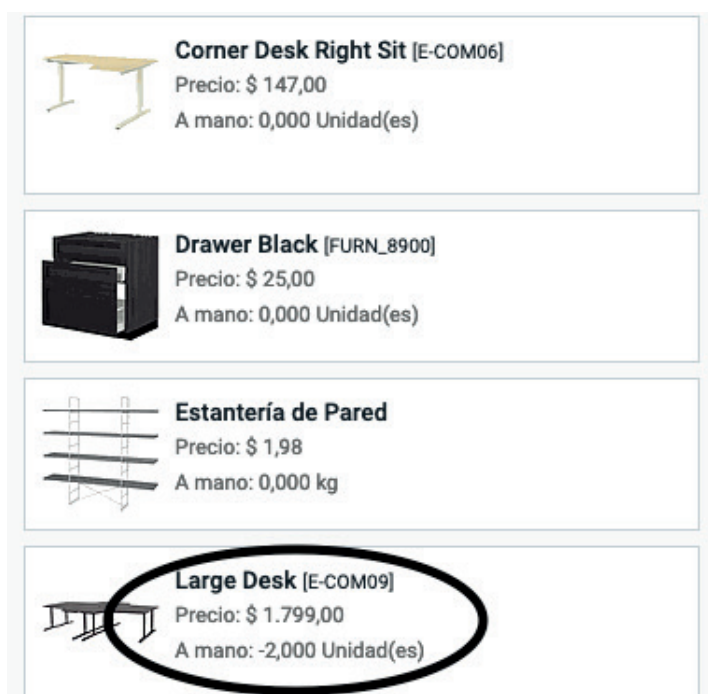 Corner Desk Right Sit [E-COM06]
Precio: $ 147,00
A mano: 0,000 Unidad(es)
Drawer Black [FURN_8900]
Precio: $ 25,00
A mano: 0,000 Unidad(es)
Estantería de Pared
Precio: $ 1,98
A mano: 0,000 kg
Large Desk [E-COM09]
Precio: $ 1.799,00
A mano: -2,000 Unidad(es)